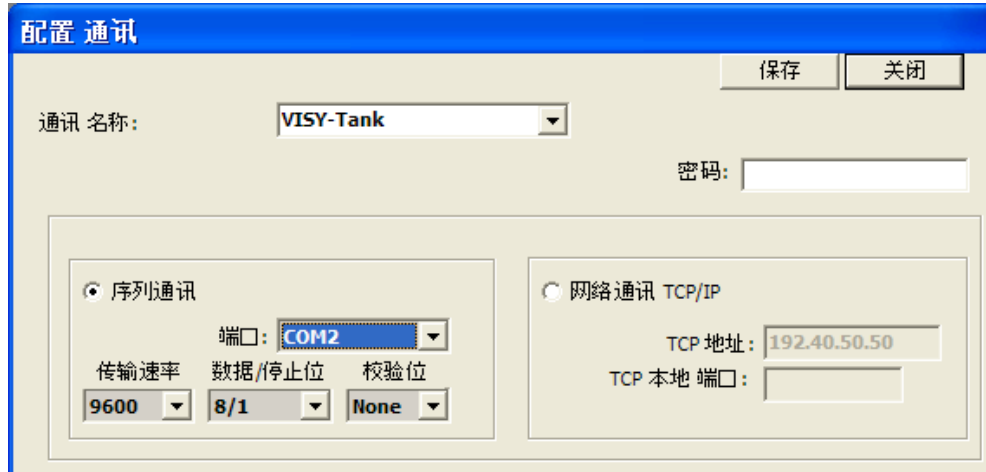 配置 通讯
保存 关闭
通讯 名称: VISY-Tank
密码:
序列通讯
端口: COM2
传输速率 数据/停止位 校验位
9600 8/1 None
网络通讯 TCP/IP
TCP 地址: 192.40.50.50
TCP 本地 端口: